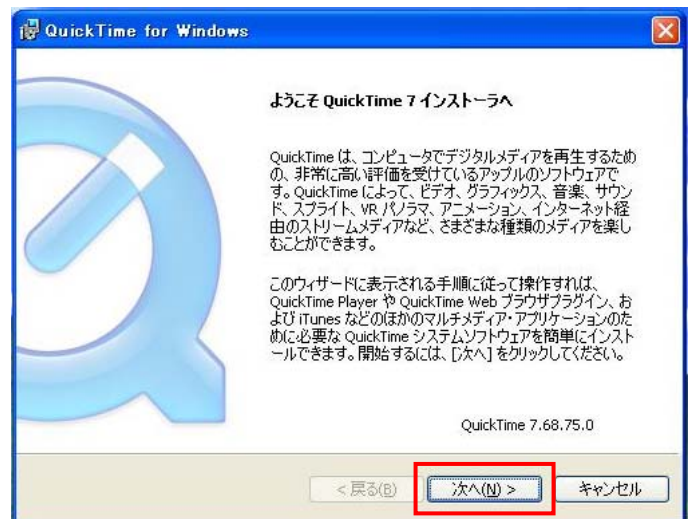 QuickTime for Windows
ようこそ QuickTime 7 インストーラへ
QuickTime は、コンピュータでデジタルメディアを再生するため
の、非常に高い評価を受けているアップルのソフトウェアで
す。QuickTime によって、ビデオ、グラフィックス、音楽、サウン
ド、スプライト、VR パノラマ、アニメーション、インターネット経
由のストリームメディアなど、さまざまな種類のメディアを楽し
むことができます。
このウィザードに表示される手順に従って操作すれば、
QuickTime Player や QuickTime Web ブラウザプラグイン、お
よび iTunes などのほかのマルチメディア・アプリケーションのた
めに必要な QuickTime システムソフトウェアを簡単にインスト
ールできます。開始するには、[次へ] をクリックしてください。
QuickTime 7.68.75.0
< 戻る(B)
次へ(N) >
キャンセル